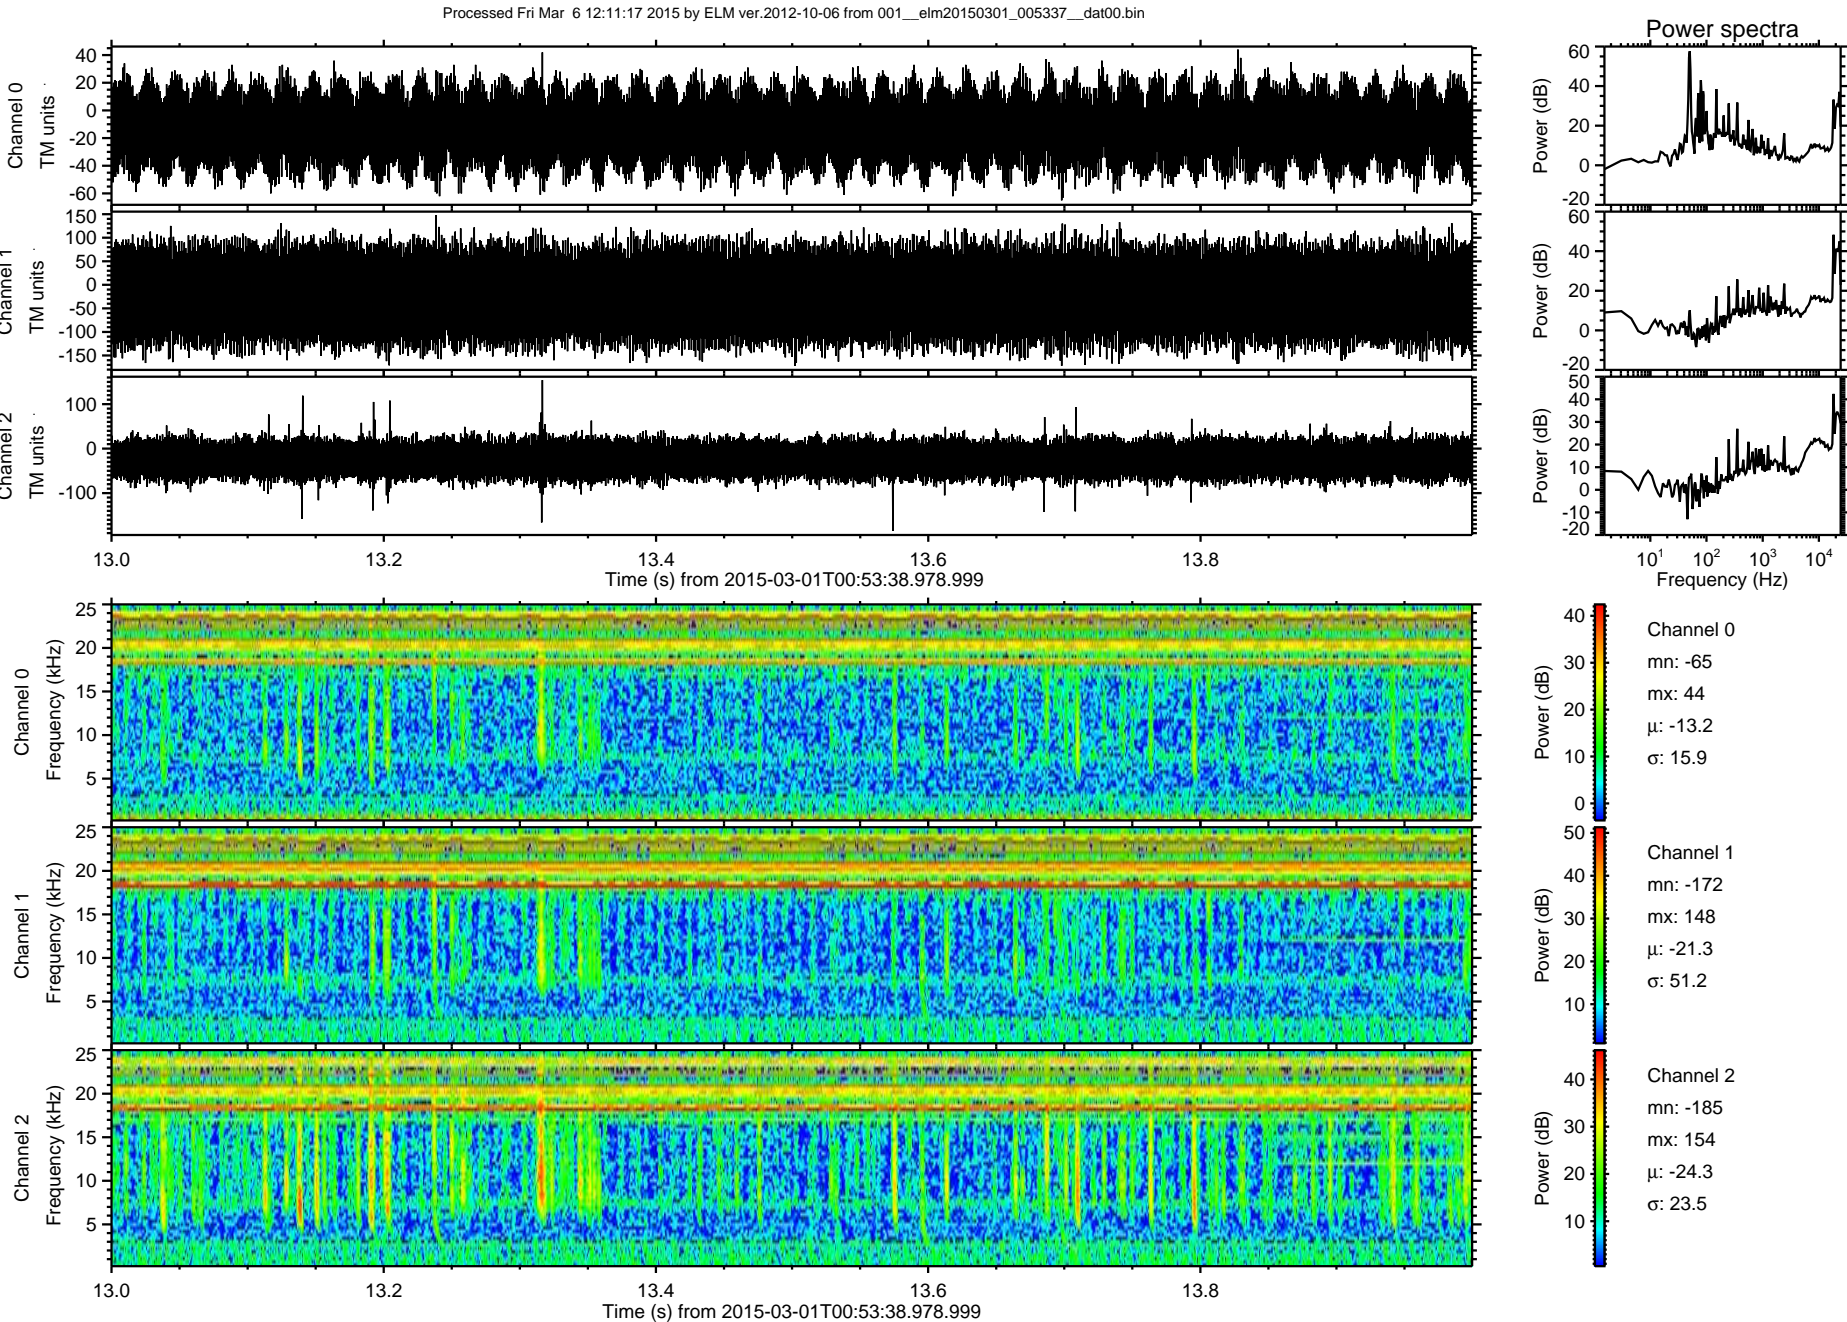 Processed Fri Mar  6 12:11:17 2015 by ELM ver.2012-10-06 from 001__elm20150301_005337__dat00.bin
Power spectra
Channel 0
TM units
40
20
0
-20
-40
-60
Power (dB)
60
40
20
0
-20
Channel 1
TM units
150
100
50
0
-50
-100
-150
Power (dB)
60
40
20
0
-20
Channel 2
TM units
100
0
-100
Power (dB)
50
40
30
20
10
0
-10
-20
13.0 13.2 13.4 13.6 13.8
Time (s) from 2015-03-01T00:53:38.978.999
10^1 10^2 10^3 10^4
Frequency (Hz)
Channel 0
Frequency (kHz)
25
20
15
10
5
Power (dB)
40
30
20
10
0
Channel 0
mn: -65
mx: 44
μ: -13.2
σ: 15.9
Channel 1
Frequency (kHz)
25
20
15
10
5
Power (dB)
50
40
30
20
10
Channel 1
mn: -172
mx: 148
μ: -21.3
σ: 51.2
Channel 2
Frequency (kHz)
25
20
15
10
5
Power (dB)
40
30
20
10
Channel 2
mn: -185
mx: 154
μ: -24.3
σ: 23.5
13.0 13.2 13.4 13.6 13.8
Time (s) from 2015-03-01T00:53:38.978.999